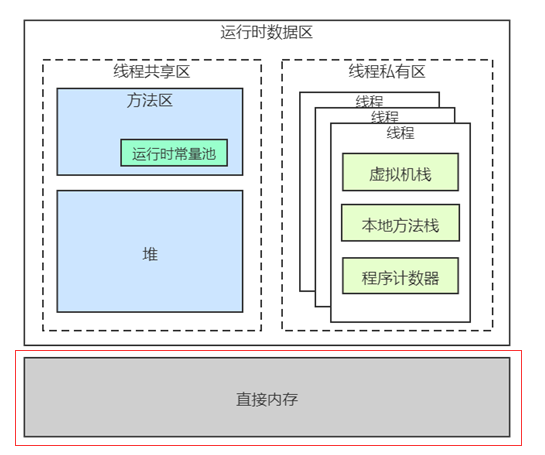 运行时数据区
线程共享区
线程私有区
方法区
运行时常量池
堆
线程
线程
线程
虚拟机栈
本地方法栈
程序计数器
直接内存